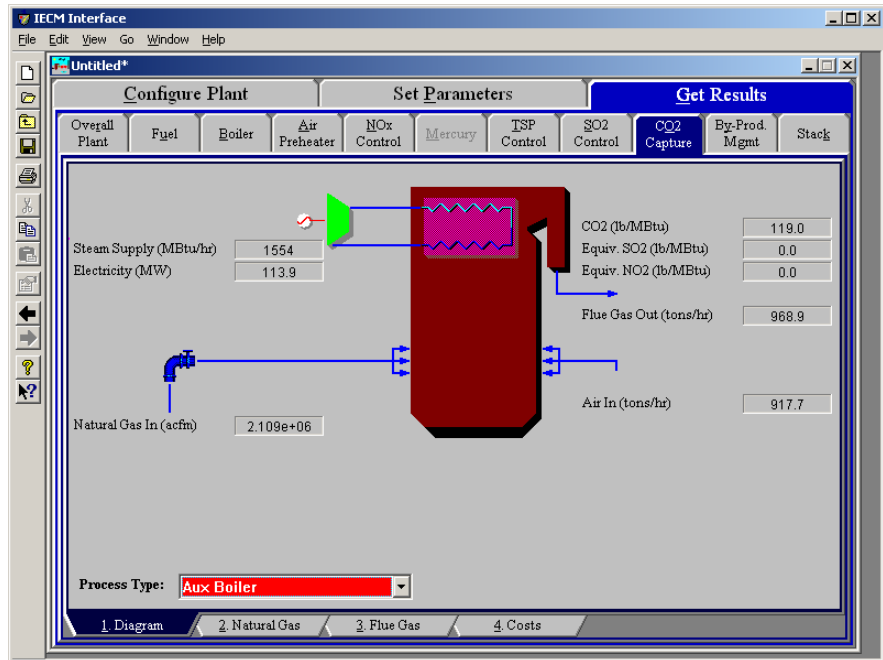 IECM Interface
File Edit View Go Window Help
Untitled*
Configure Plant Set Parameters Get Results
Overall Plant Fuel Boiler Air Preheater NOx Control Mercury TSP Control SO2 Control CO2 Capture By-Prod. Mgmt Stack
CO2 (lb/MBtu) 119.0
Steam Supply (MBtu/hr) 1554 Equiv. SO2 (lb/MBtu) 0.0
Electricity (MW) 113.9 Equiv. NO2 (lb/MBtu) 0.0
Flue Gas Out (tons/hr) 968.9
Air In (tons/hr) 917.7
Natural Gas In (acfm) 2.109e+06
Process Type: Aux Boiler
1. Diagram 2. Natural Gas 3. Flue Gas 4. Costs